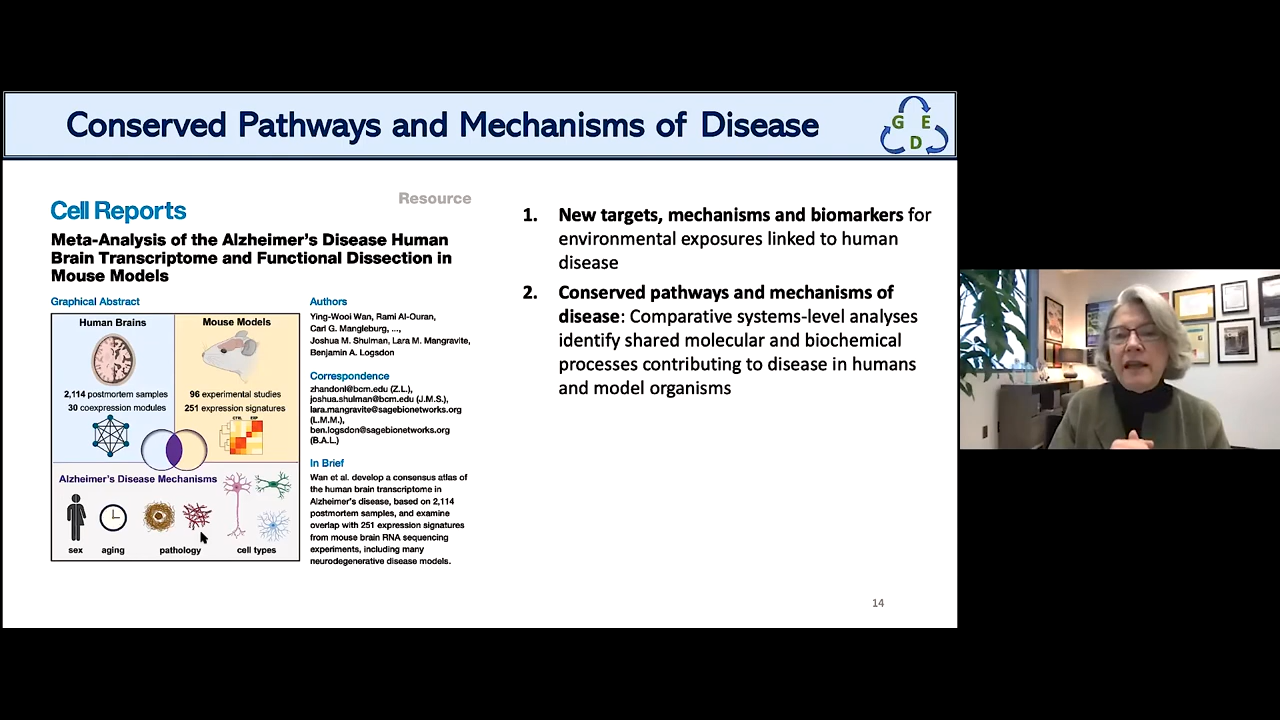 Conserved Pathways and Mechanisms of Disease
G E
D
Resource
Cell Reports
Meta-Analysis of the Alzheimer's Disease Human
Brain Transcriptome and Functional Dissection in
Mouse Models
Graphical Abstract
Human Brains
Mouse Models
2,114 postmortem samples
30 coexpression modules
96 experimental studies
251 expression signatures
CTRL EXP
Alzheimer's Disease Mechanisms
sex
aging
pathology
cell types
Authors
Ying-Wooi Wan, Rami Al-Ouran,
Carl G. Mangleburg, ...,
Joshua M. Shulman, Lara M. Mangravite,
Benjamin A. Logsdon
Correspondence
zhandonl@bcm.edu (Z.L.),
joshua.shulman@bcm.edu (J.M.S.),
lara.mangravite@sagebionetworks.org
(L.M.M.),
ben.logsdon@sagebionetworks.org
(B.A.L.)
In Brief
Wan et al. develop a consensus atlas of
the human brain transcriptome in
Alzheimer's disease, based on 2,114
postmortem samples, and examine
overlap with 251 expression signatures
from mouse brain RNA sequencing
experiments, including many
neurodegenerative disease models.
1. New targets, mechanisms and biomarkers for
environmental exposures linked to human
disease
2. Conserved pathways and mechanisms of
disease: Comparative systems-level analyses
identify shared molecular and biochemical
processes contributing to disease in humans
and model organisms
14